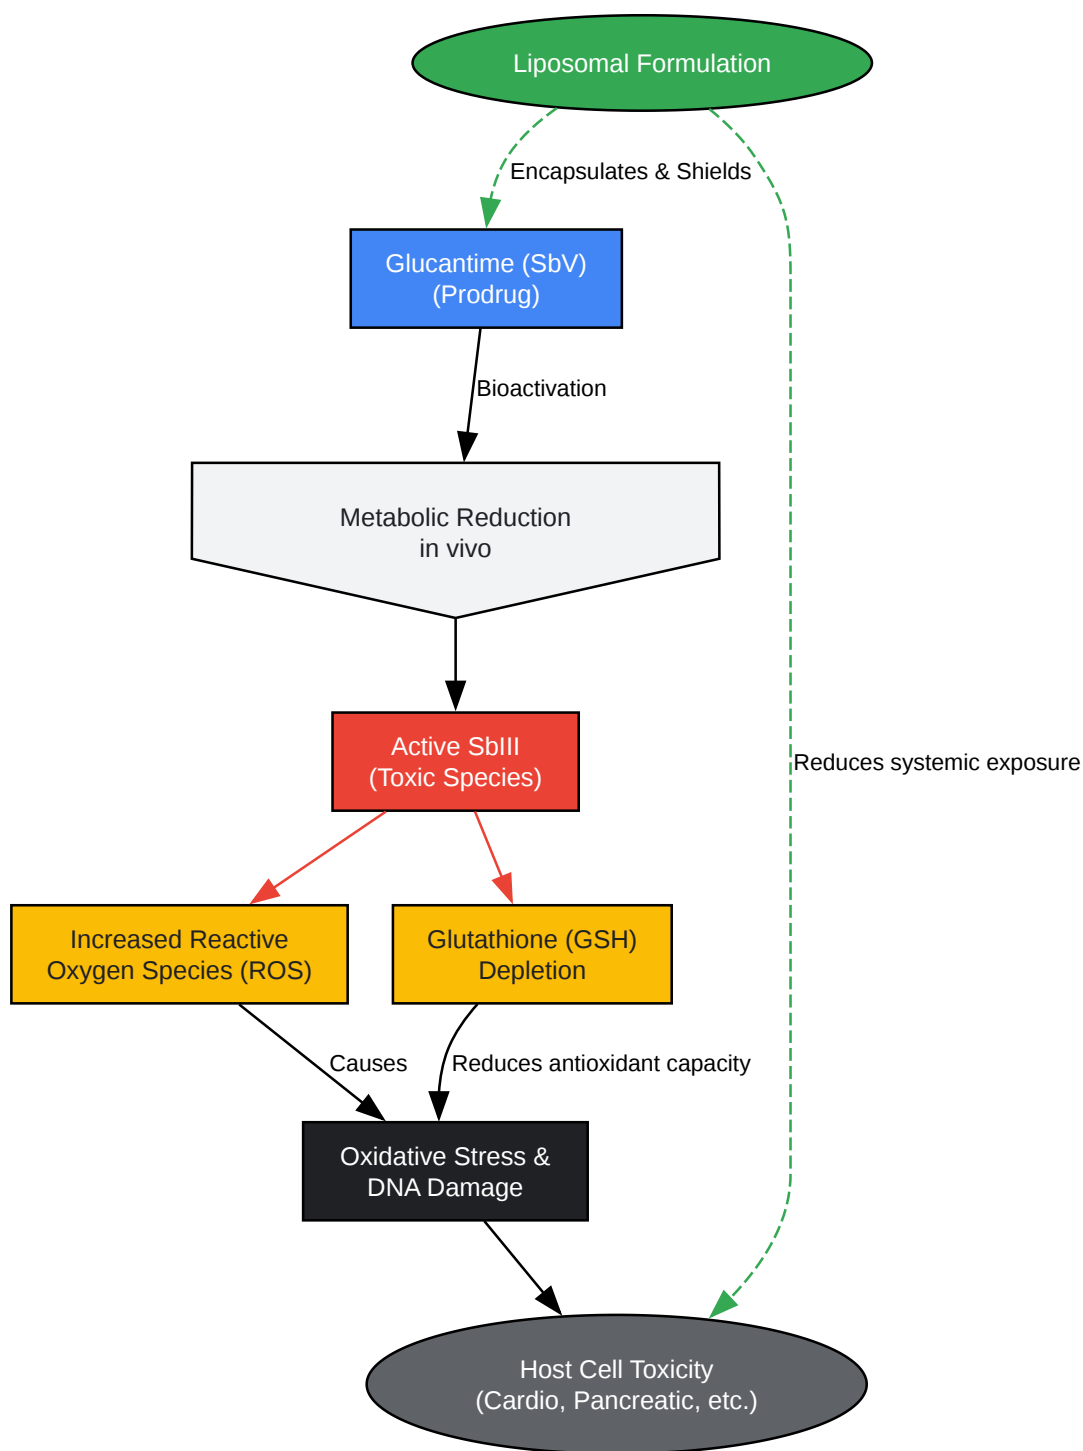 Liposomal Formulation
Encapsulates & Shields
Glucantime (SbV)
(Prodrug)
Bioactivation
Metabolic Reduction
in vivo
Active SbIII
(Toxic Species)
Reduces systemic exposure
Increased Reactive
Oxygen Species (ROS)
Glutathione (GSH)
Depletion
Causes
Reduces antioxidant capacity
Oxidative Stress &
DNA Damage
Host Cell Toxicity
(Cardio, Pancreatic, etc.)